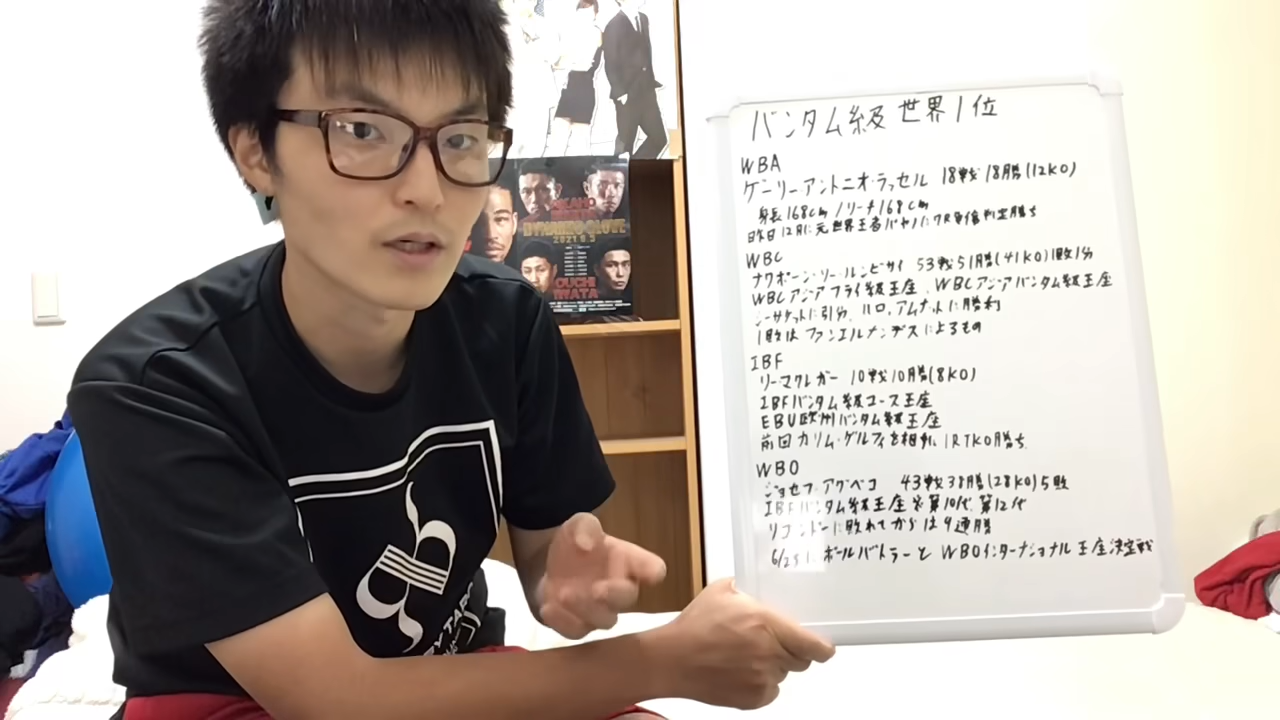 バンタム級 世界1位
WBA
ゲーリー・アントニオ・ラッセル 18戦18勝(12KO)
身長168cm/リーチ168cm
昨日12月に元世界王者パヤノに7R負傷判定勝ち
WBC
ナワポーン・ソー・ルンビサイ 53戦51勝(41KO)1敗1分
WBCアジアフライ級王座、WBCアジアバンタム級王座
シーサケットに引分、ハロ、アムナットに勝利
1敗はファンエルナンデスによるもの
IBF
リーマクレガー 10戦10勝(8KO)
IBFバンタム級ユース王座
EBU欧州バンタム級王座
前回カリム・ゲルフィを相手に1RTKO勝ち
WBO
ジョセフ・アグベコ 43戦38勝(28KO)5敗
IBFバンタム級王座を第10代、第12代
リゴンドーに敗れてからは9連勝
6/25にポールバトラーとWBOインターナショナル王座決定戦
2021 9.9
OUCHI
IWATA